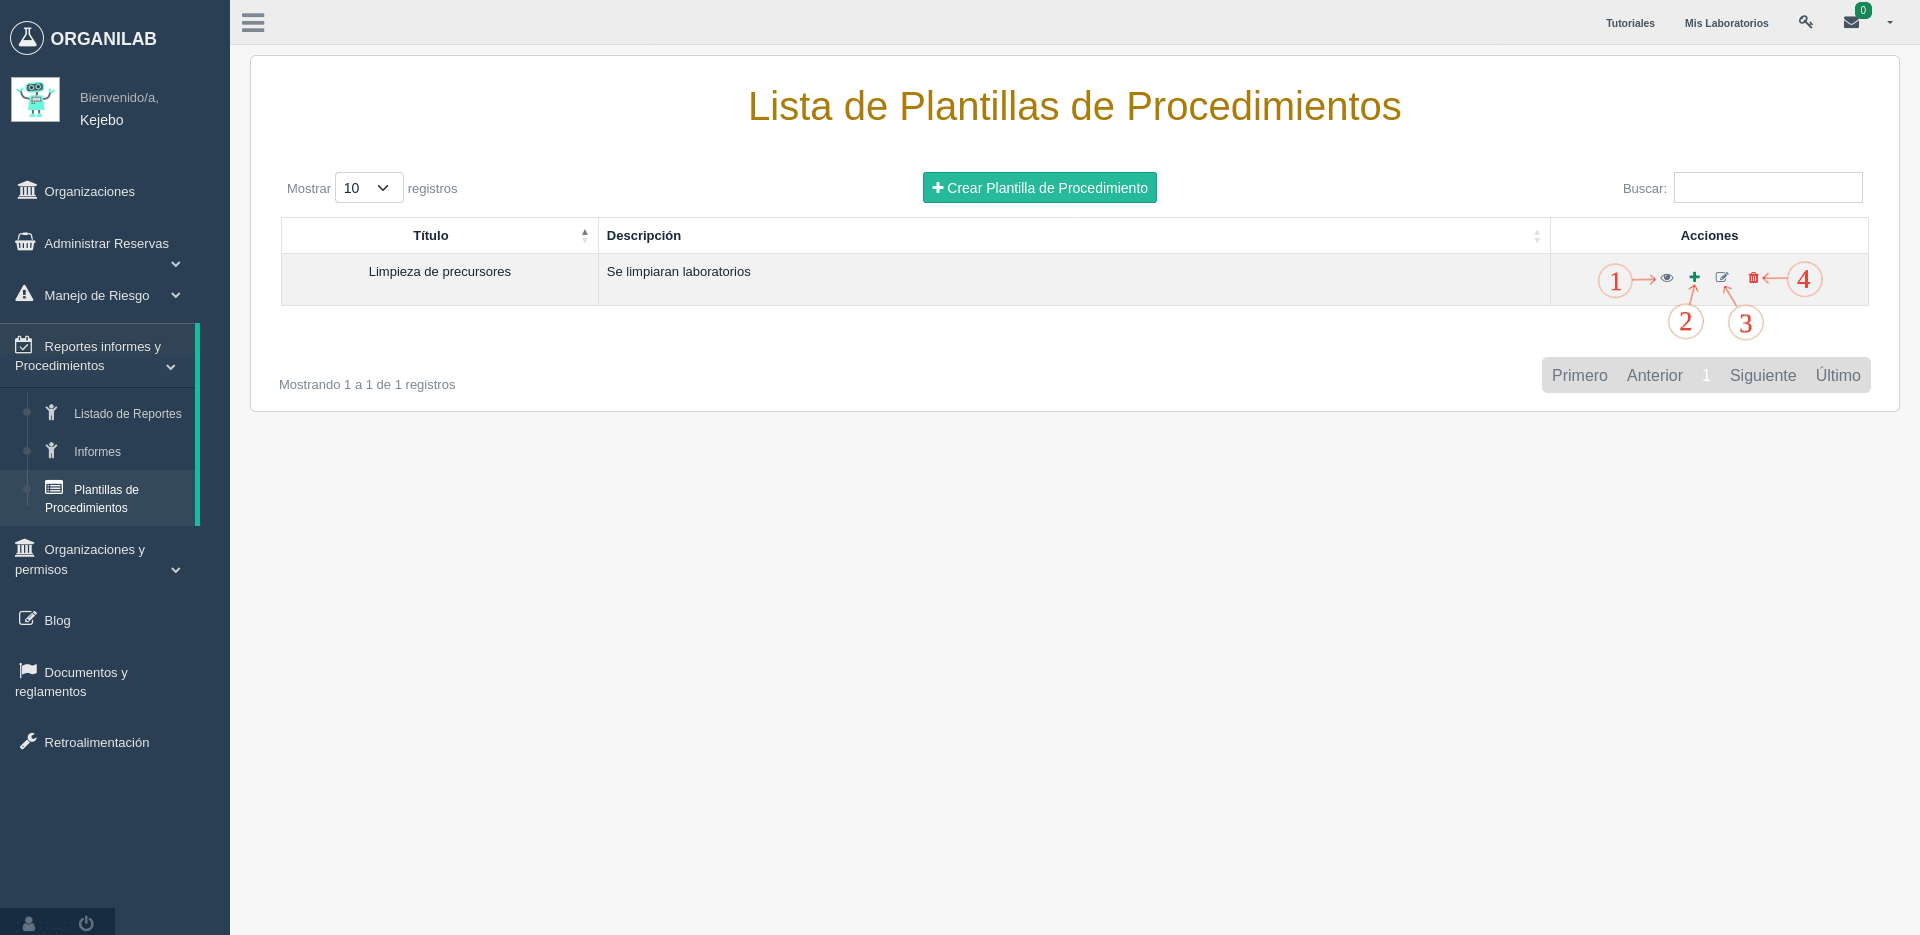 ORGANILAB
Bienvenido/a,
Kejebo
Organizaciones
Administrar Reservas
Manejo de Riesgo
Reportes informes y
Procedimientos
Listado de Reportes
Informes
Plantillas de
Procedimientos
Organizaciones y
permisos
Blog
Documentos y
reglamentos
Retroalimentación
Tutoriales Mis Laboratorios 0
Lista de Plantillas de Procedimientos
Mostrar 10 registros Crear Plantilla de Procedimiento Buscar:
Título Descripción Acciones
Limpieza de precursores Se limpiaran laboratorios 1 4
2 3
Mostrando 1 a 1 de 1 registros Primero Anterior 1 Siguiente Último